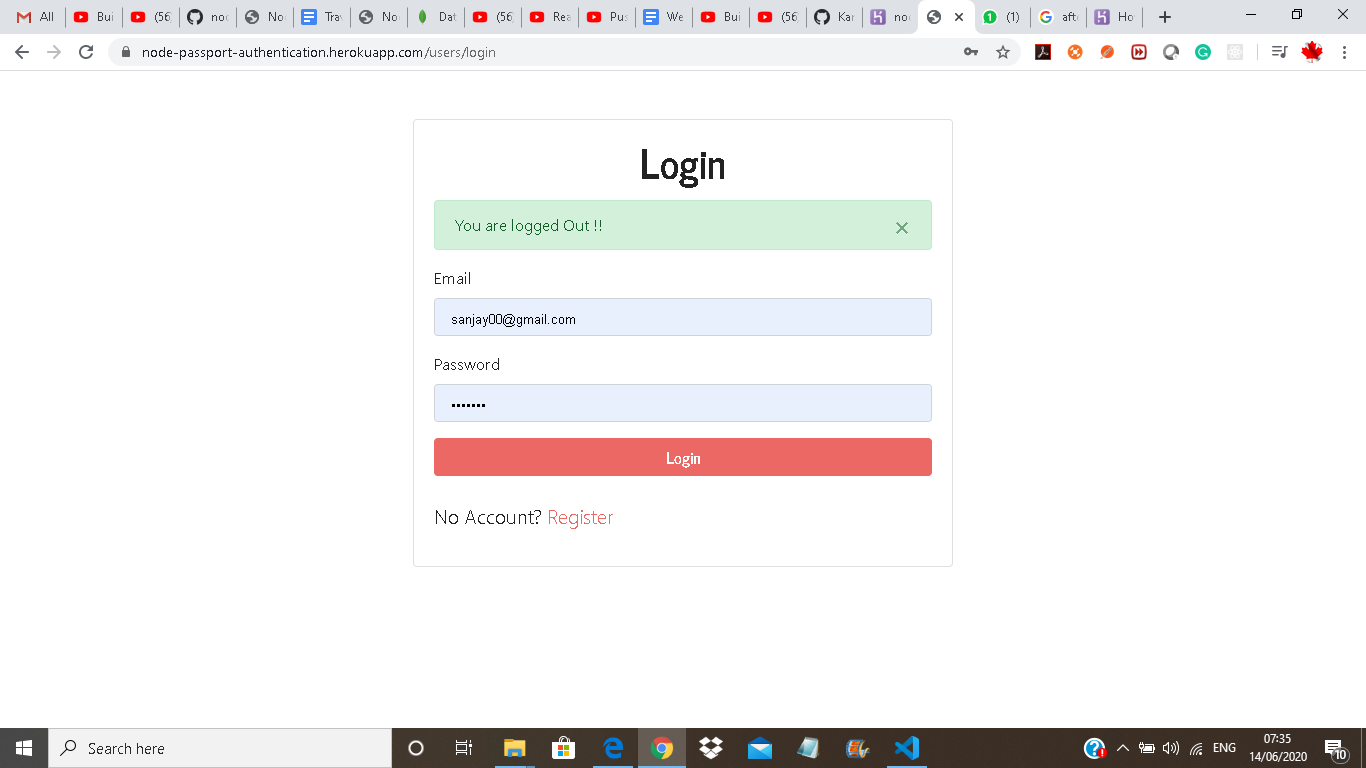 All
Bui
(56
noc
No
Tra
No
Da
(56
Rea
Pus
We
Bui
(56
Kar
noc
(1)
afte
Ho
node-passport-authentication.herokuapp.com/users/login
Login
You are logged Out !!
Email
sanjay00@gmail.com
Password
Login
No Account? Register
Search here
ENG
07:35
14/06/2020
10